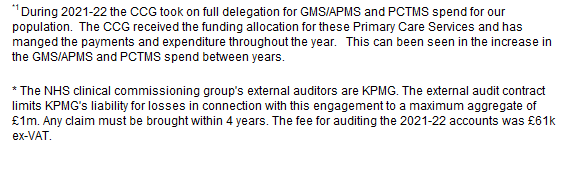 *1 During 2021-22 the CCG took on full delegation for GMS/APMS and PCTMS spend for our
population. The CCG received the funding allocation for these Primary Care Services and has
manged the payments and expenditure throughout the year. This can been seen in the increase in
the GMS/APMS and PCTMS spend between years.
* The NHS clinical commissioning group's external auditors are KPMG. The external audit contract
limits KPMG's liability for losses in connection with this engagement to a maximum aggregate of
£1m. Any claim must be brought within 4 years. The fee for auditing the 2021-22 accounts was £61k
ex-VAT.